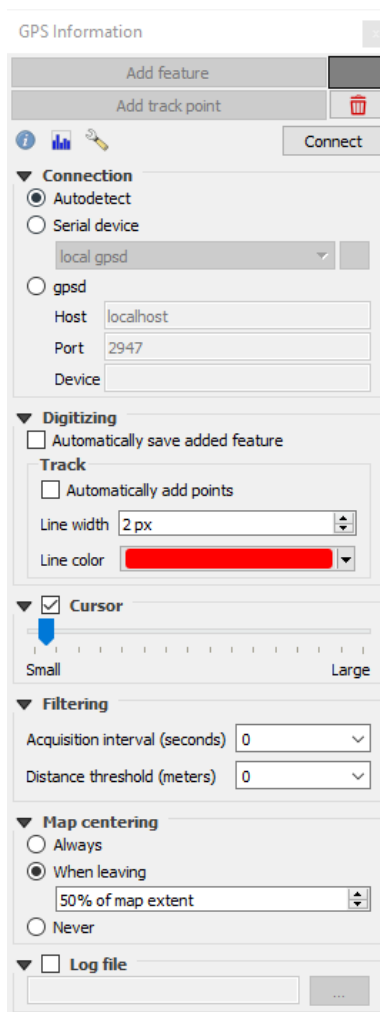 GPS Information
Add feature
Add track point
Connect
Connection
Autodetect
Serial device
local gpsd
gpsd
Host localhost
Port 2947
Device
Digitizing
Automatically save added feature
Track
Automatically add points
Line width 2 px
Line color
Cursor
Small Large
Filtering
Acquisition interval (seconds) 0
Distance threshold (meters) 0
Map centering
Always
When leaving
50% of map extent
Never
Log file
...